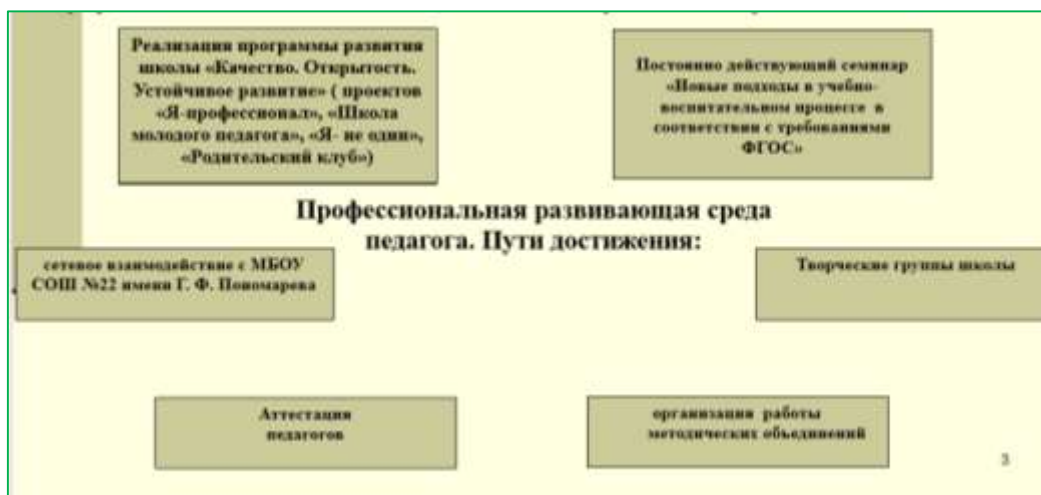 Реализация программы развития
школы «Качество. Открытость.
Устойчивое развитие» ( проектов
«Я-профессионал», «Школа
молодого педагога», «Я- не один»,
«Родительский клуб»)
Постоянно действующий семинар
«Новые подходы в учебно-
воспитательном процессе в
соответствии с требованиями
ФГОС»
Профессиональная развивающая среда
педагога. Пути достижения:
сетевое взаимодействие с МБОУ
СОШ №22 имени Г. Ф. Пономарева
Творческие группы школы
Аттестация
педагогов
организация работы
методических объединений
3